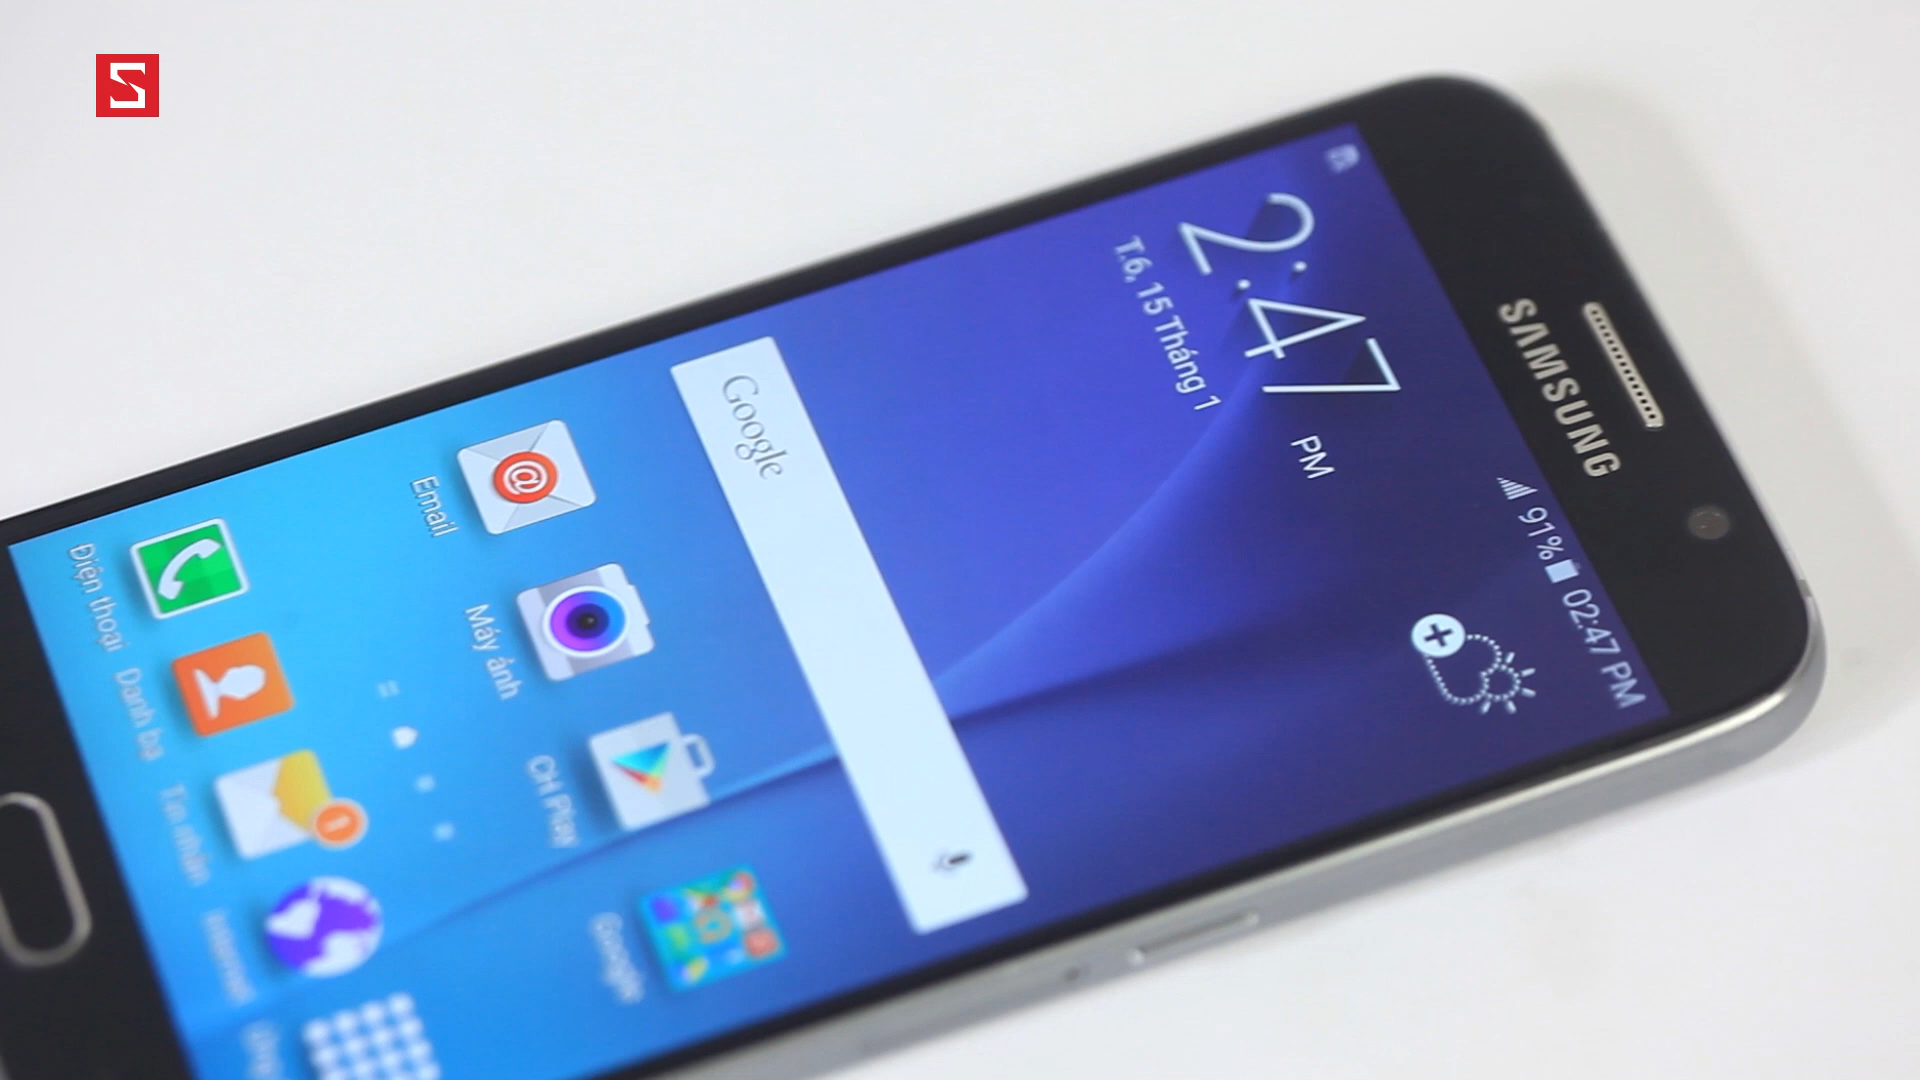 S
SAMSUNG
91% 02:47 PM
2:47 PM
T.6, 15 Tháng 1
Google
Email
Máy ảnh
CH Play
Google
1
Điện thoại
Danh bạ
Tin nhắn
Internet